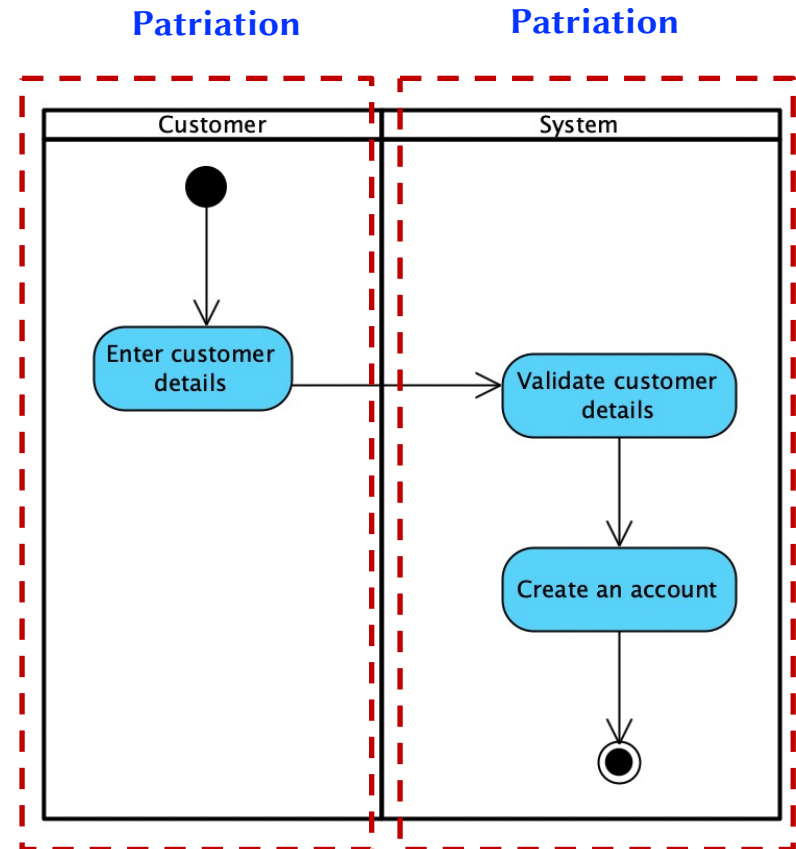 Patriation
Patriation
Customer
System
Enter customer
details
Validate customer
details
Create an account